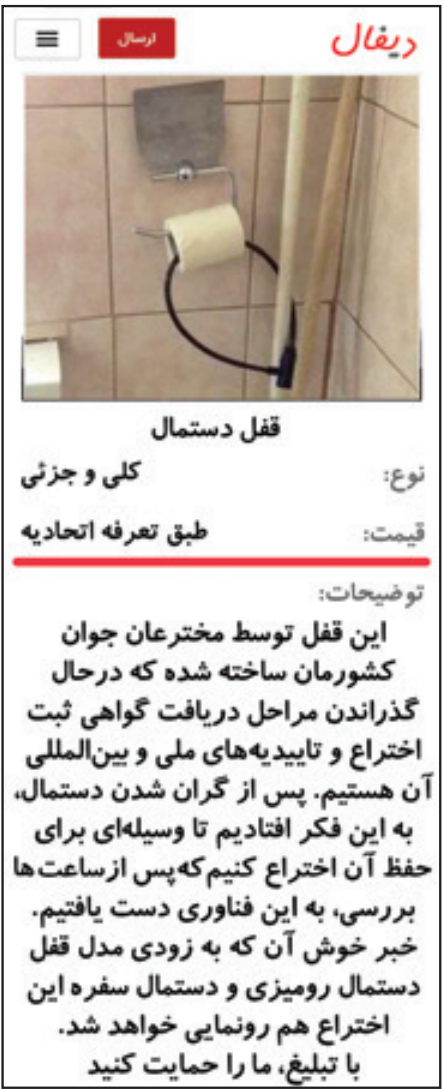 دیفال
ارسال
قفل دستمال
نوع: کلی و جزئی
قیمت: طبق تعرفه اتحادیه
توضیحات:
این قفل توسط مخترعان جوان
کشورمان ساخته شده که درحال
گذراندن مراحل دریافت گواهی ثبت
اختراع و تاییدیه‌های ملی و بین‌المللی
آن هستیم. پس از گران شدن دستمال،
به این فکر افتادیم تا وسیله‌ای برای
حفظ آن اختراع کنیم که پس از ساعت‌ها
بررسی، به این فناوری دست یافتیم.
خبر خوش آن که به زودی مدل قفل
دستمال رومیزی و دستمال سفره این
اختراع هم رونمایی خواهد شد.
با تبلیغ، ما را حمایت کنید